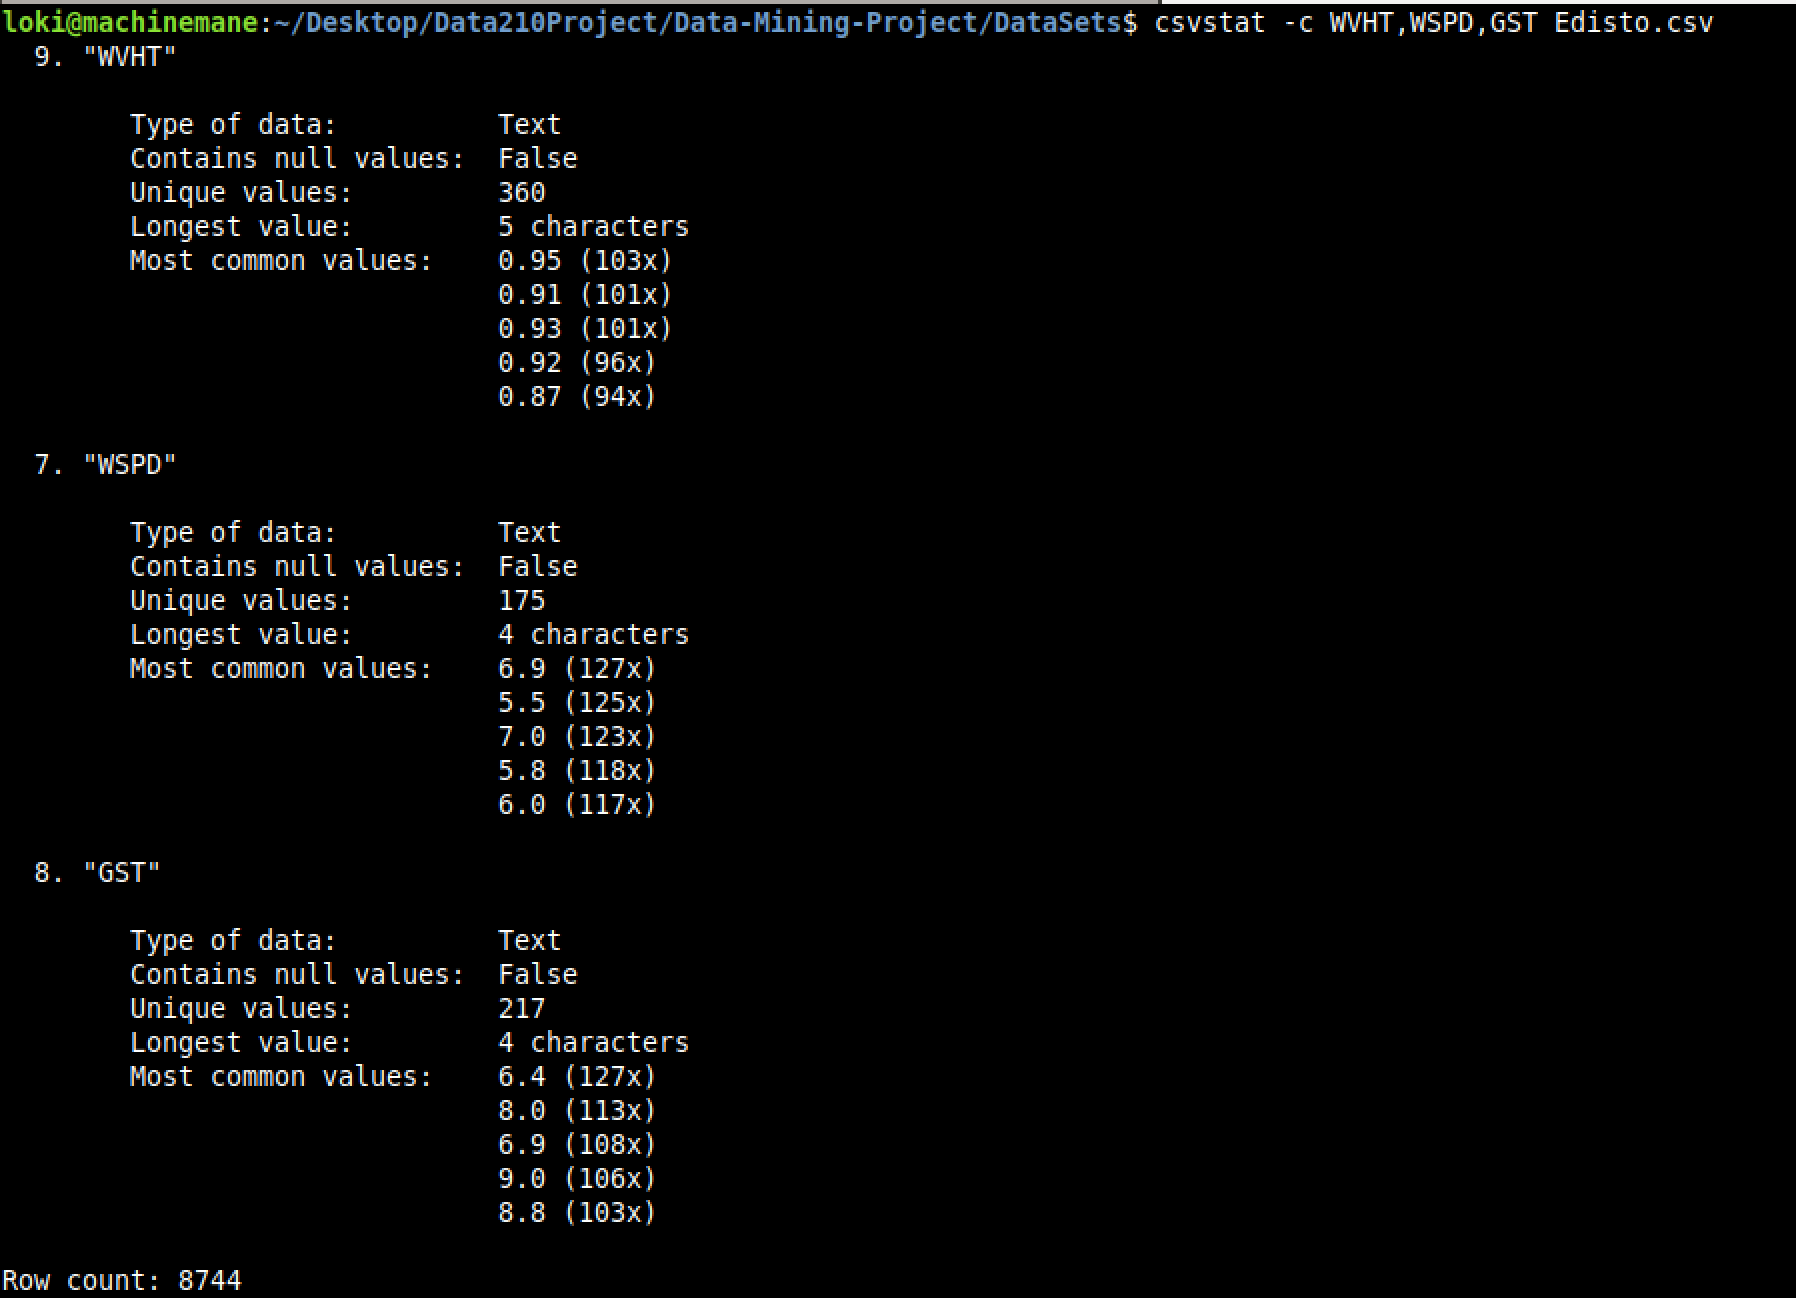 loki@machinemane:~/Desktop/Data210Project/Data-Mining-Project/DataSets$ csvstat -c WVHT,WSPD,GST Edisto.csv
  9. "WVHT"

        Type of data:          Text
        Contains null values:  False
        Unique values:         360
        Longest value:         5 characters
        Most common values:    0.95 (103x)
                               0.91 (101x)
                               0.93 (101x)
                               0.92 (96x)
                               0.87 (94x)

  7. "WSPD"

        Type of data:          Text
        Contains null values:  False
        Unique values:         175
        Longest value:         4 characters
        Most common values:    6.9 (127x)
                               5.5 (125x)
                               7.0 (123x)
                               5.8 (118x)
                               6.0 (117x)

  8. "GST"

        Type of data:          Text
        Contains null values:  False
        Unique values:         217
        Longest value:         4 characters
        Most common values:    6.4 (127x)
                               8.0 (113x)
                               6.9 (108x)
                               9.0 (106x)
                               8.8 (103x)

Row count: 8744